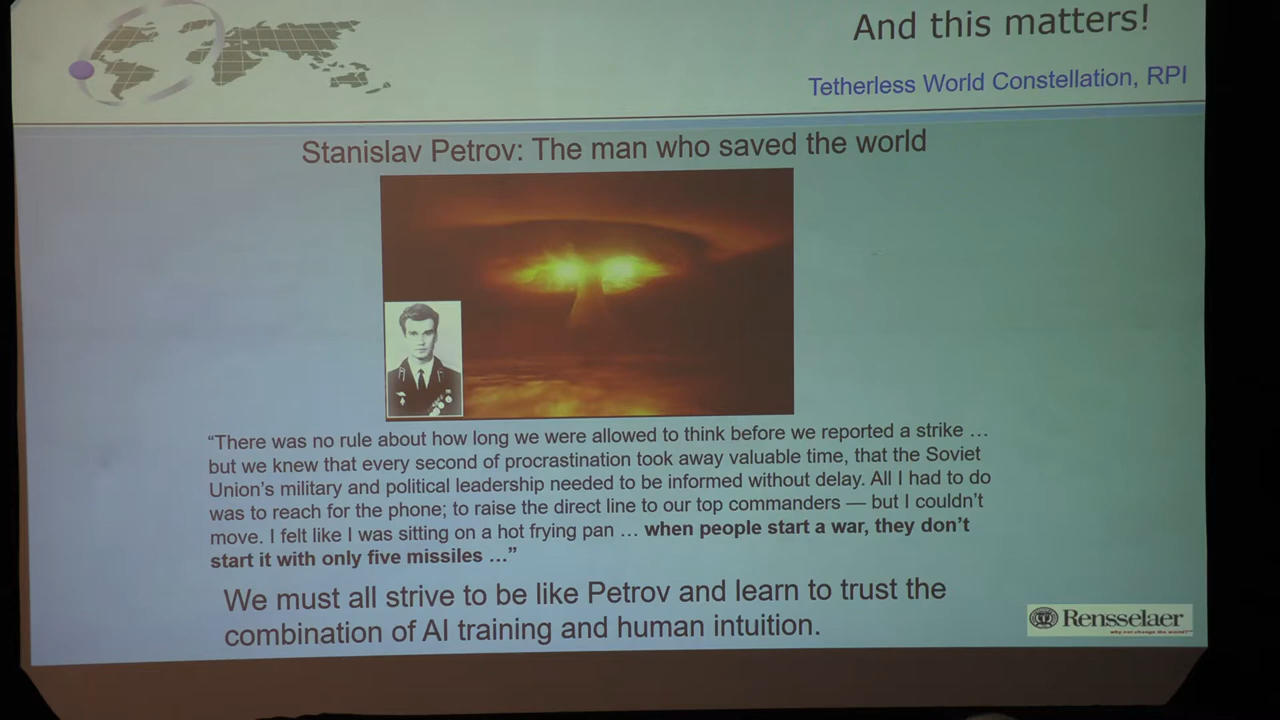 And this matters!
Tetherless World Constellation, RPI
Stanislav Petrov: The man who saved the world
“There was no rule about how long we were allowed to think before we reported a strike …
but we knew that every second of procrastination took away valuable time, that the Soviet
Union’s military and political leadership needed to be informed without delay. All I had to do
was to reach for the phone; to raise the direct line to our top commanders — but I couldn’t
move. I felt like I was sitting on a hot frying pan … when people start a war, they don’t
start it with only five missiles …”
We must all strive to be like Petrov and learn to trust the
combination of AI training and human intuition.
Rensselaer
why not change the world?